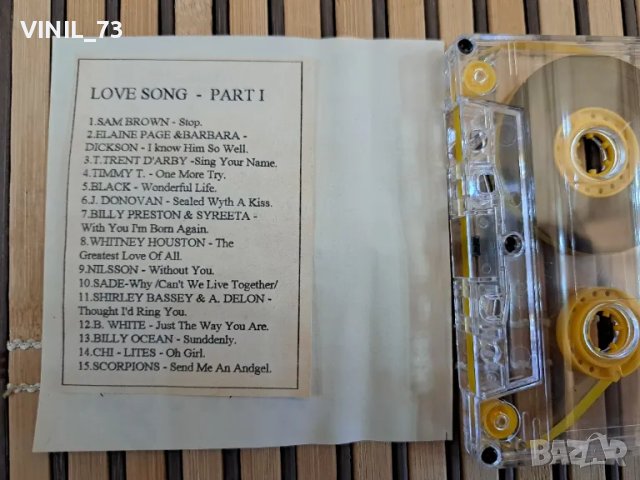 VINIL_73
LOVE SONG - PART I
1.SAM BROWN - Stop.
2.ELAINE PAGE &BARBARA -
DICKSON - I know Him So Well.
3.T.TRENT D'ARBY -Sing Your Name.
4.TIMMY T. - One More Try.
5.BLACK - Wonderful Life.
6.J. DONOVAN - Sealed Wyth A Kiss.
7.BILLY PRESTON & SYREETA -
With You I'm Born Again.
8.WHITNEY HOUSTON - The
Greatest Love Of All.
9.NILSSON - Without You.
10.SADE-Why /Can't We Live Together/
11.SHIRLEY BASSEY & A. DELON -
Thought I'd Ring You.
12.B. WHITE - Just The Way You Are.
13.BILLY OCEAN - Sunddenly.
14.CHI - LITES - Oh Girl.
15.SCORPIONS - Send Me An Andgel.
BAZAR
bg